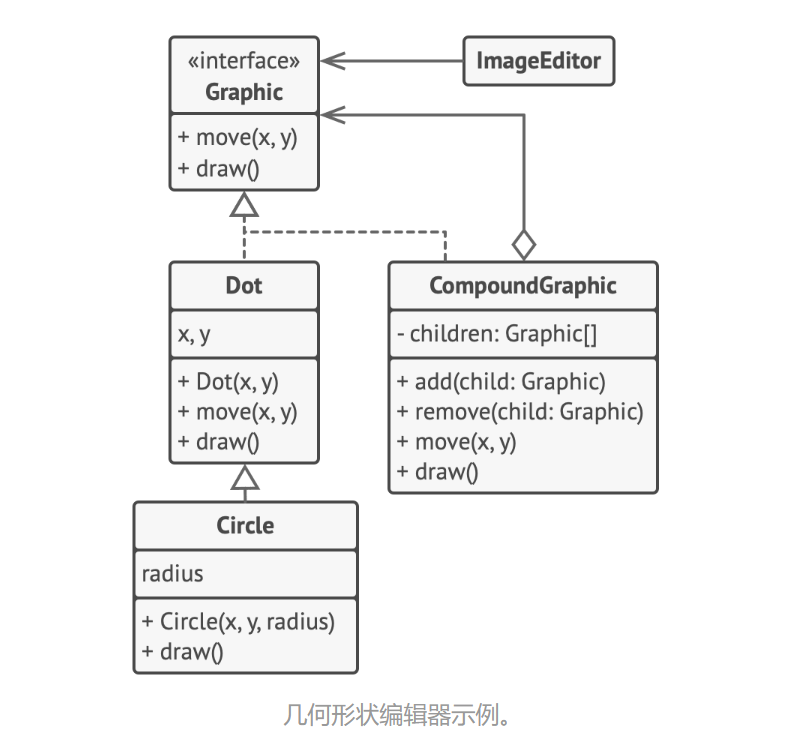 «interface»
Graphic
+ move(x, y)
+ draw()
ImageEditor
Dot
x, y
+ Dot(x, y)
+ move(x, y)
+ draw()
CompoundGraphic
- children: Graphic[]
+ add(child: Graphic)
+ remove(child: Graphic)
+ move(x, y)
+ draw()
Circle
radius
+ Circle(x, y, radius)
+ draw()
几何形状编辑器示例。